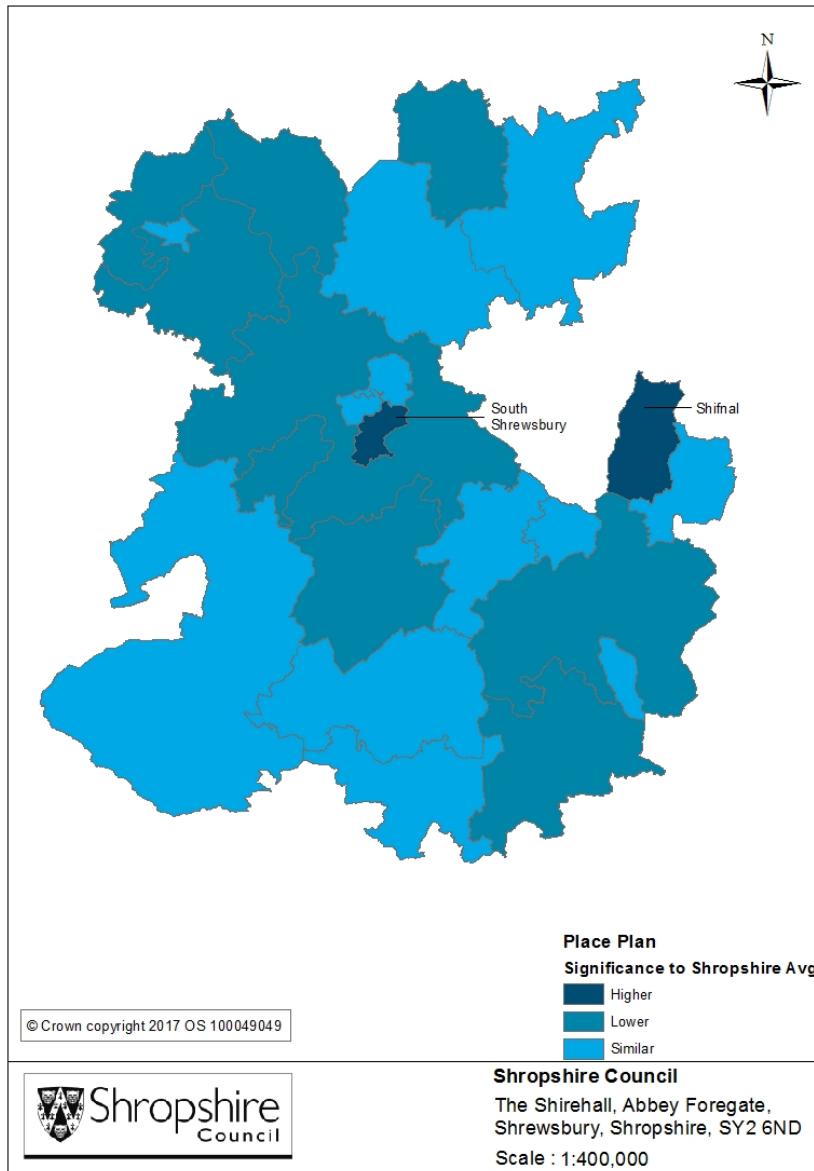 N
South
Shrewsbury
Shifnal
Place Plan
Significance to Shropshire Avg
Higher
Lower
Similar
© Crown copyright 2017 OS 100049049
Shropshire
Council
Shropshire Council
The Shirehall, Abbey Foregate,
Shrewsbury, Shropshire, SY2 6ND
Scale : 1:400,000